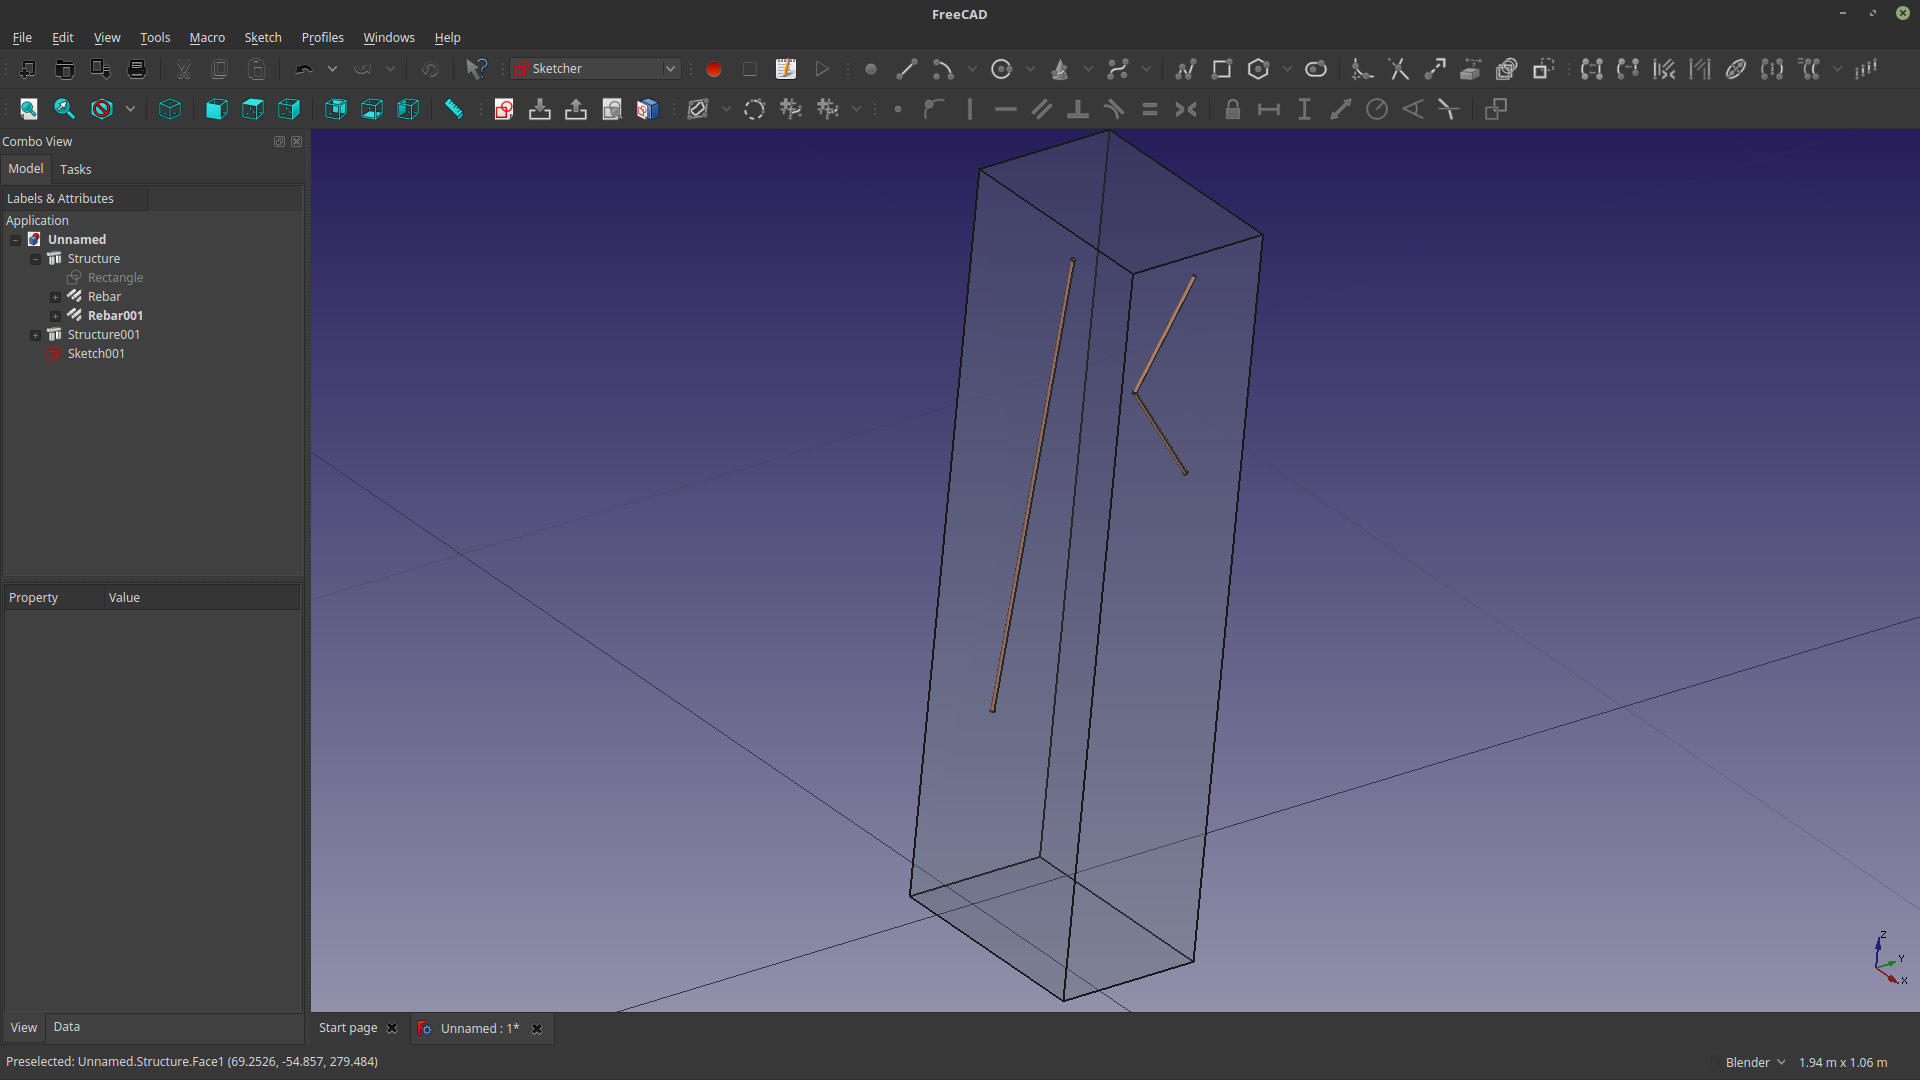 FreeCAD
File Edit View Tools Macro Sketch Profiles Windows Help
Sketcher
Combo View
Model Tasks
Labels & Attributes
Application
Unnamed
Structure
Rectangle
Rebar
Rebar001
Structure001
Sketch001
Property Value
Z
Y
X
View Data
Start page Unnamed : 1*
Preselected: Unnamed.Structure.Face1 (69.2526, -54.857, 279.484)
Blender 1.94 m x 1.06 m